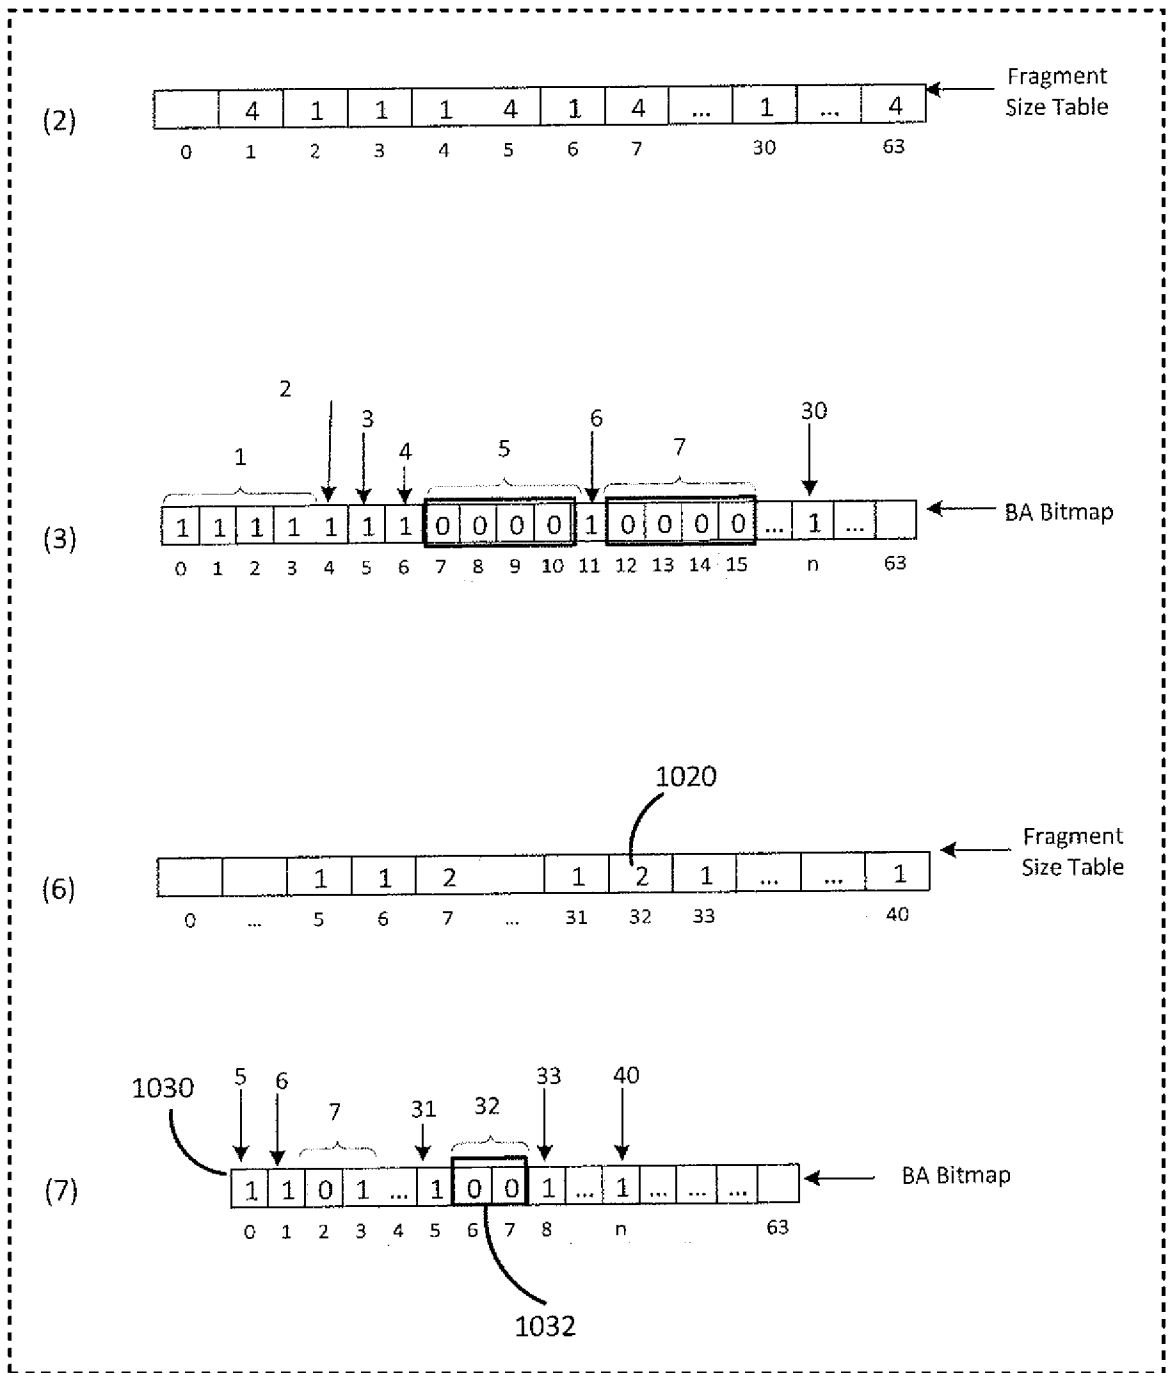 Fragment
Size Table
(2) 4 1 1 1 4 1 4 ... 1 ... 4
0 1 2 3 4 5 6 7 30 63
2 3 4 6 30
1 5 7
(3) 1 1 1 1 1 1 1 0 0 0 0 1 0 0 0 0 ... 1 ... BA Bitmap
0 1 2 3 4 5 6 7 8 9 10 11 12 13 14 15 n 63
1020
Fragment
Size Table
(6) 1 1 2 1 2 1 ... ... 1
0 ... 5 6 7 ... 31 32 33 40
1030 5 6 7 31 32 33 40
(7) 1 1 0 1 ... 1 0 0 1 ... 1 ... ... ... BA Bitmap
0 1 2 3 4 5 6 7 8 n 63
1032